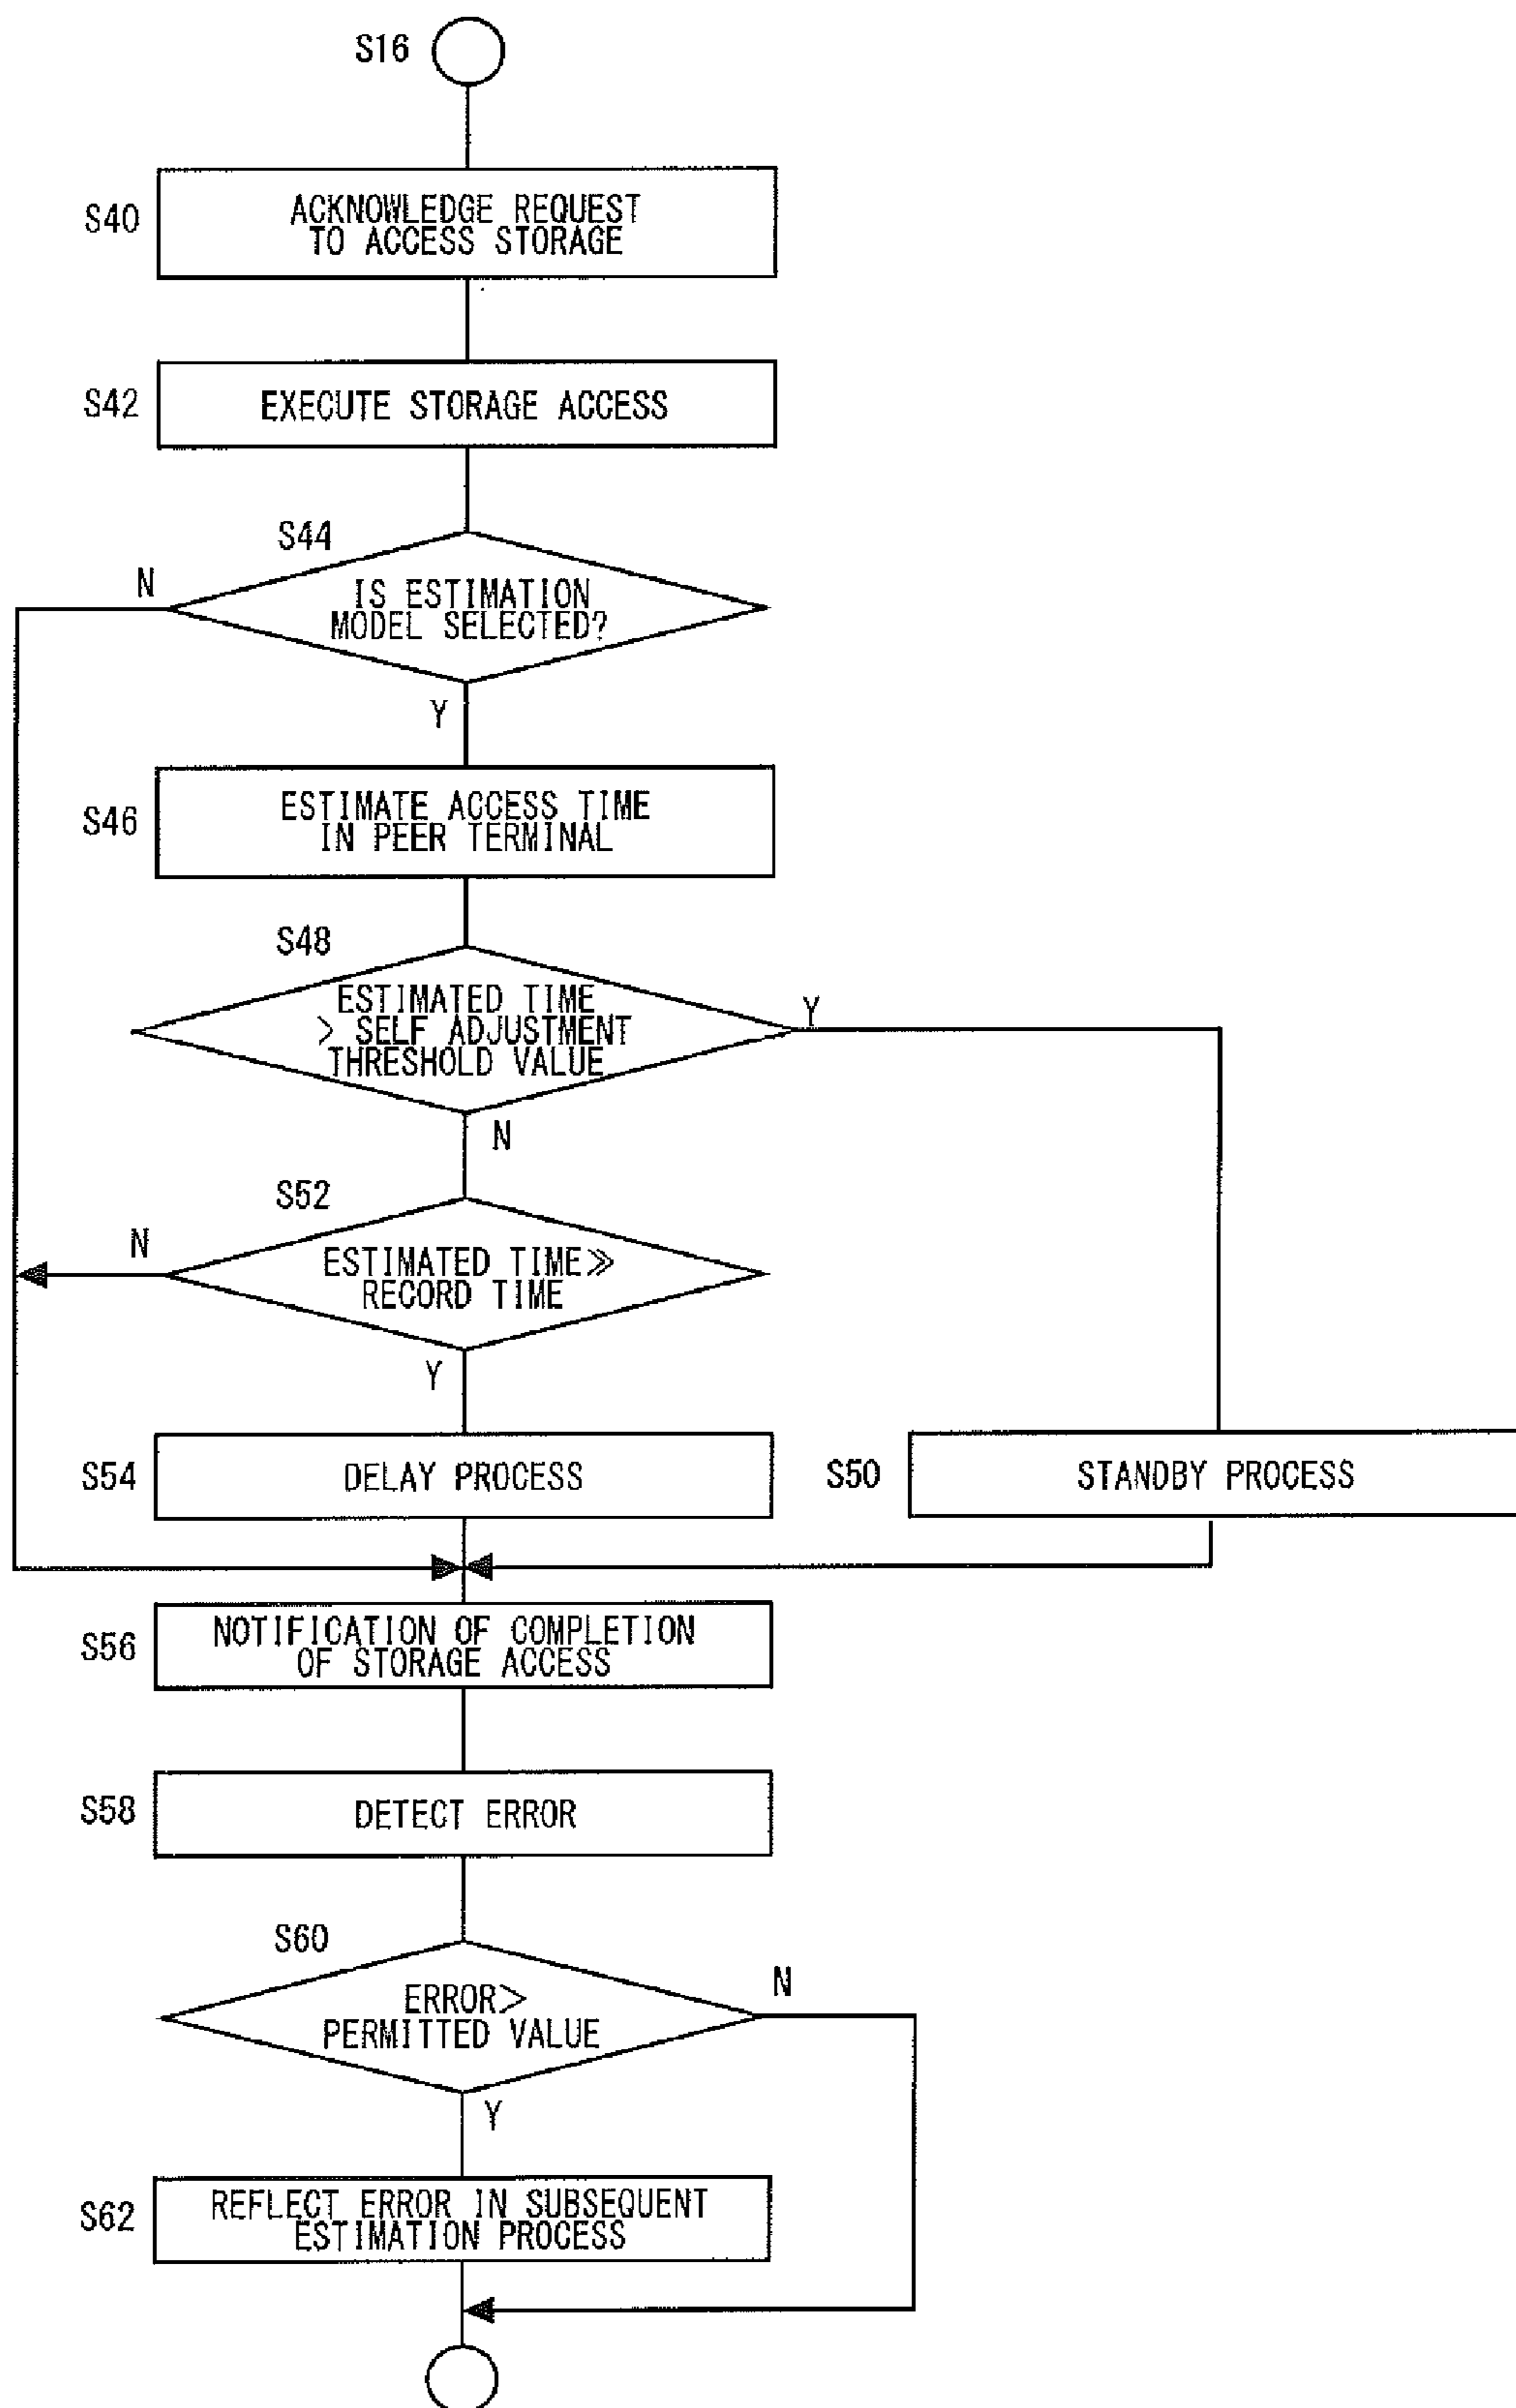 S16
S40
ACKNOWLEDGE REQUEST
TO ACCESS STORAGE
S42
EXECUTE STORAGE ACCESS
S44
N
IS ESTIMATION
MODEL SELECTED?
Y
S46
ESTIMATE ACCESS TIME
IN PEER TERMINAL
S48
ESTIMATED TIME
> SELF ADJUSTMENT
THRESHOLD VALUE
Y
N
S52
N
ESTIMATED TIME≫
RECORD TIME
Y
S54
DELAY PROCESS
S50
STANDBY PROCESS
S56
NOTIFICATION OF COMPLETION
OF STORAGE ACCESS
S58
DETECT ERROR
S60
N
ERROR>
PERMITTED VALUE
Y
S62
REFLECT ERROR IN SUBSEQUENT
ESTIMATION PROCESS